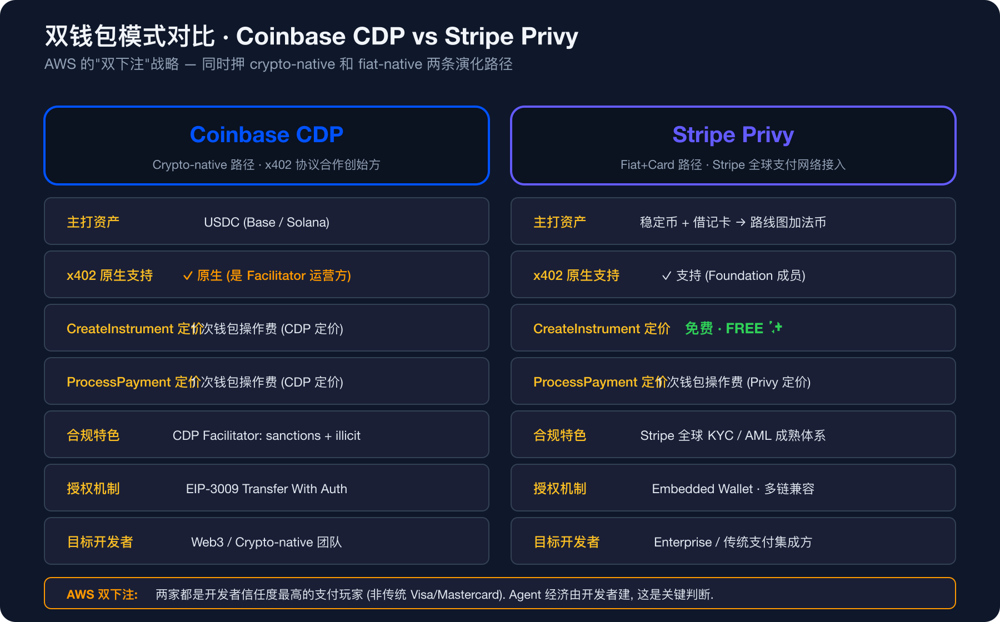 双钱包模式对比 · Coinbase CDP vs Stripe Privy
AWS 的"双下注"战略 — 同时押 crypto-native 和 fiat-native 两条演化路径
Coinbase CDP
Crypto-native 路径 · x402 协议合作创始方
Stripe Privy
Fiat+Card 路径 · Stripe 全球支付网络接入
主打资产 USDC (Base / Solana)
主打资产 稳定币 + 借记卡 → 路线图加法币
x402 原生支持 ✓ 原生 (是 Facilitator 运营方)
x402 原生支持 ✓ 支持 (Foundation 成员)
CreateInstrument 定价 1 次钱包操作费 (CDP 定价)
CreateInstrument 定价 免费 · FREE ✨
ProcessPayment 定价 1 次钱包操作费 (CDP 定价)
ProcessPayment 定价 1 次钱包操作费 (Privy 定价)
合规特色 CDP Facilitator: sanctions + illicit
合规特色 Stripe 全球 KYC / AML 成熟体系
授权机制 EIP-3009 Transfer With Auth
授权机制 Embedded Wallet · 多链兼容
目标开发者 Web3 / Crypto-native 团队
目标开发者 Enterprise / 传统支付集成方
AWS 双下注: 两家都是开发者信任度最高的支付玩家 (非传统 Visa/Mastercard). Agent 经济由开发者建, 这是关键判断.